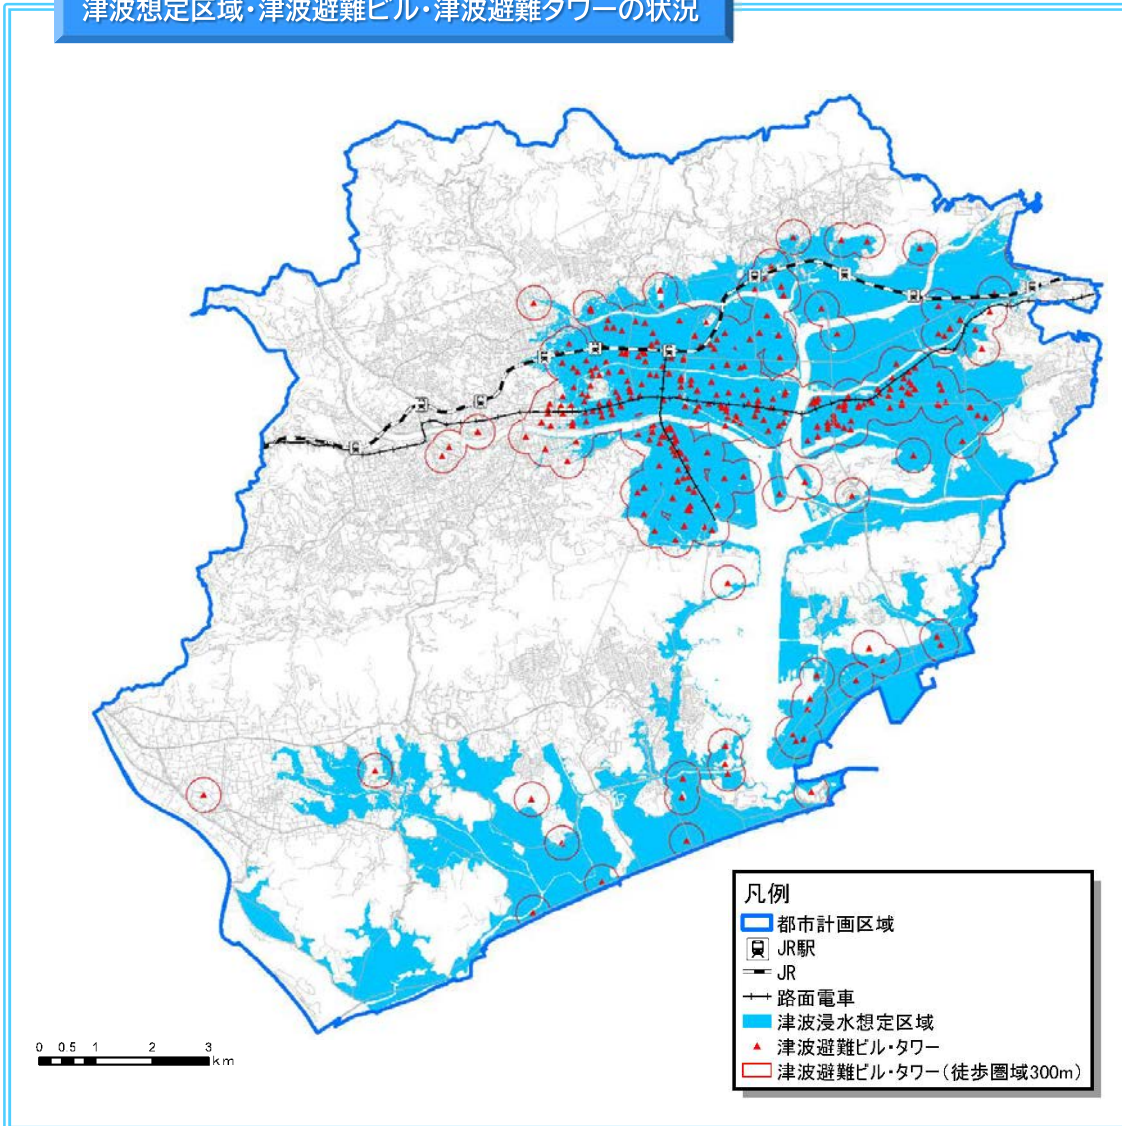 津波想定区域･津波避難ビル･津波避難タワーの状況
凡例
都市計画区域
JR駅
JR
路面電車
津波浸水想定区域
津波避難ビル･タワー
津波避難ビル･タワー(徒歩圏域300m)
0 0.5 1 2 3
km